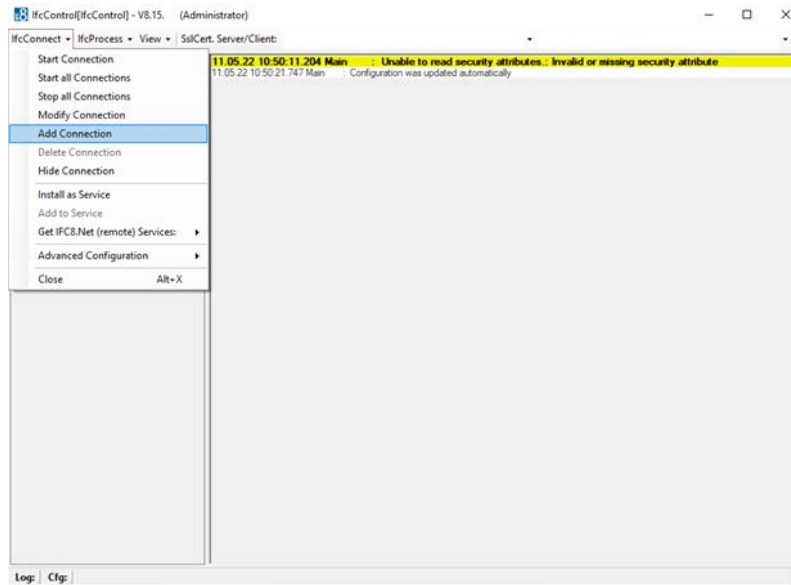 IfcControl[IfcControl] - V8.15. (Administrator)
IfcConnect IfcProcess View SslCert. Server/Client:
Start Connection
Start all Connections
Stop all Connections
Modify Connection
Add Connection
Delete Connection
Hide Connection
Install as Service
Add to Service
Get IFC8.Net (remote) Services:
Advanced Configuration
Close Alt+X
11.05.22 10:50:11.204 Main : Unable to read security attributes.: Invalid or missing security attribute
11.05.22 10:50:21.747 Main : Configuration was updated automatically
Log: Cfg: